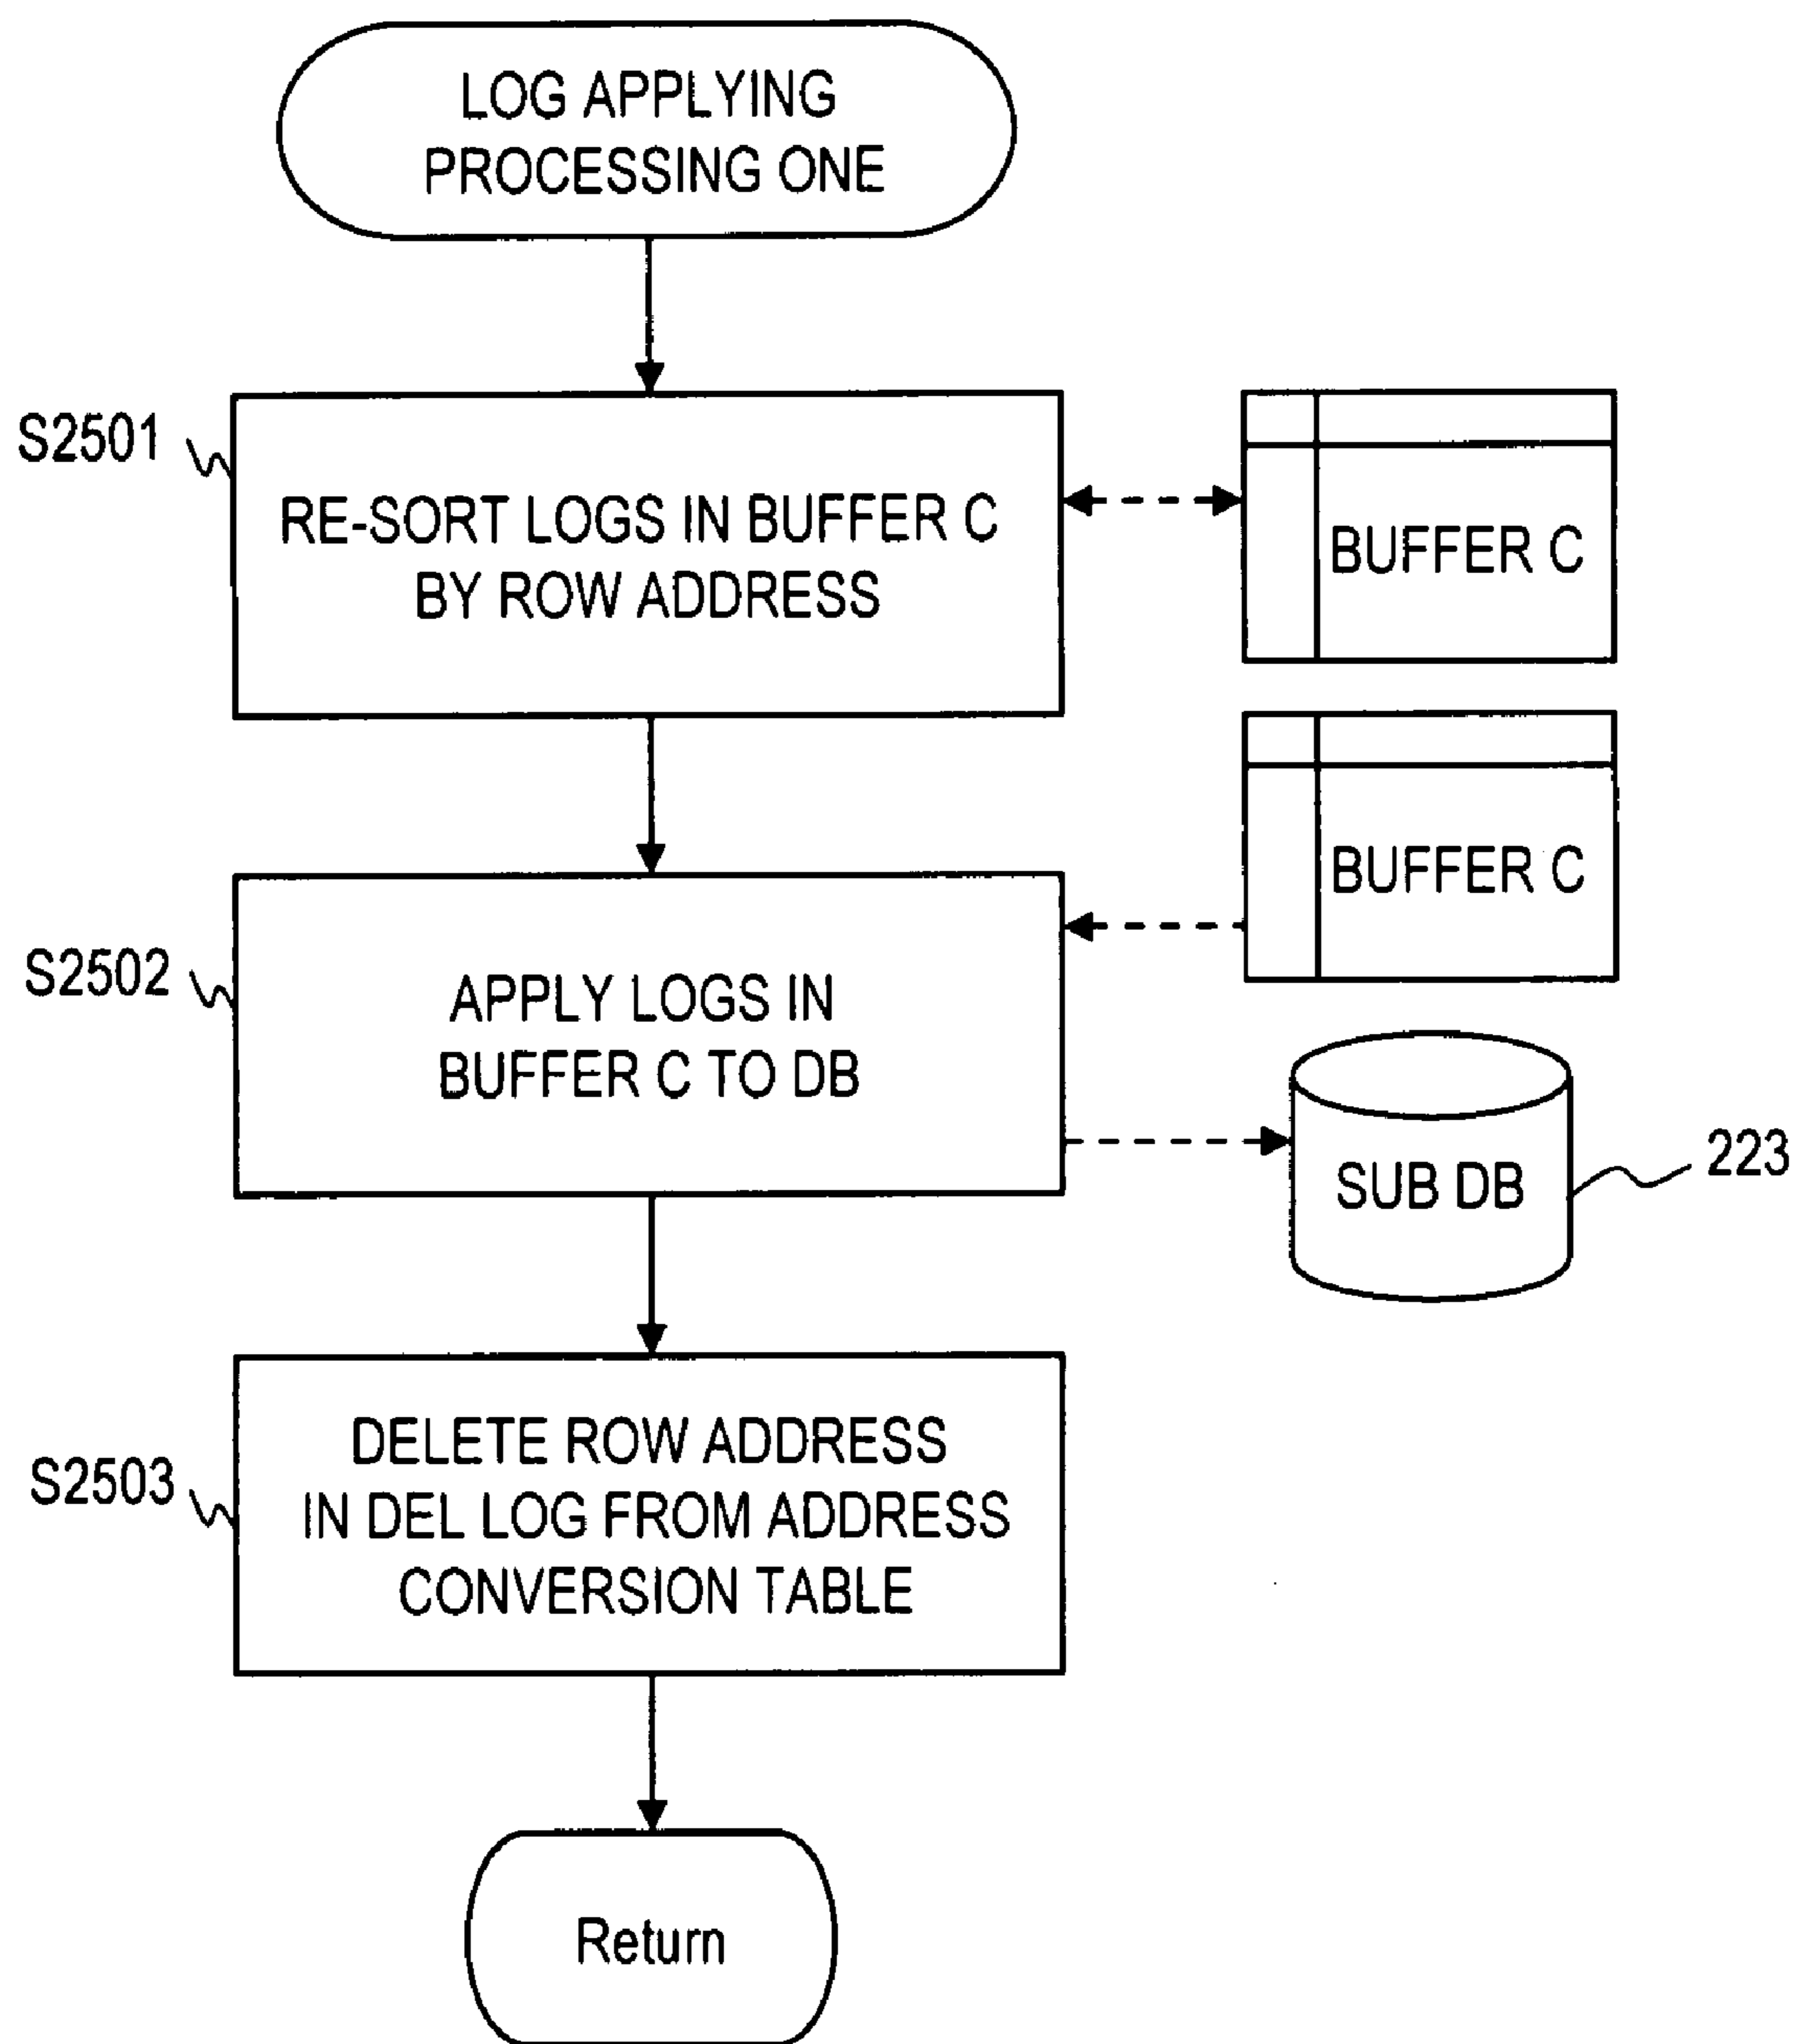 LOG APPLYING
PROCESSING ONE
S2501
RE-SORT LOGS IN BUFFER C
BY ROW ADDRESS
BUFFER C
BUFFER C
S2502
APPLY LOGS IN
BUFFER C TO DB
SUB DB
223
S2503
DELETE ROW ADDRESS
IN DEL LOG FROM ADDRESS
CONVERSION TABLE
Return